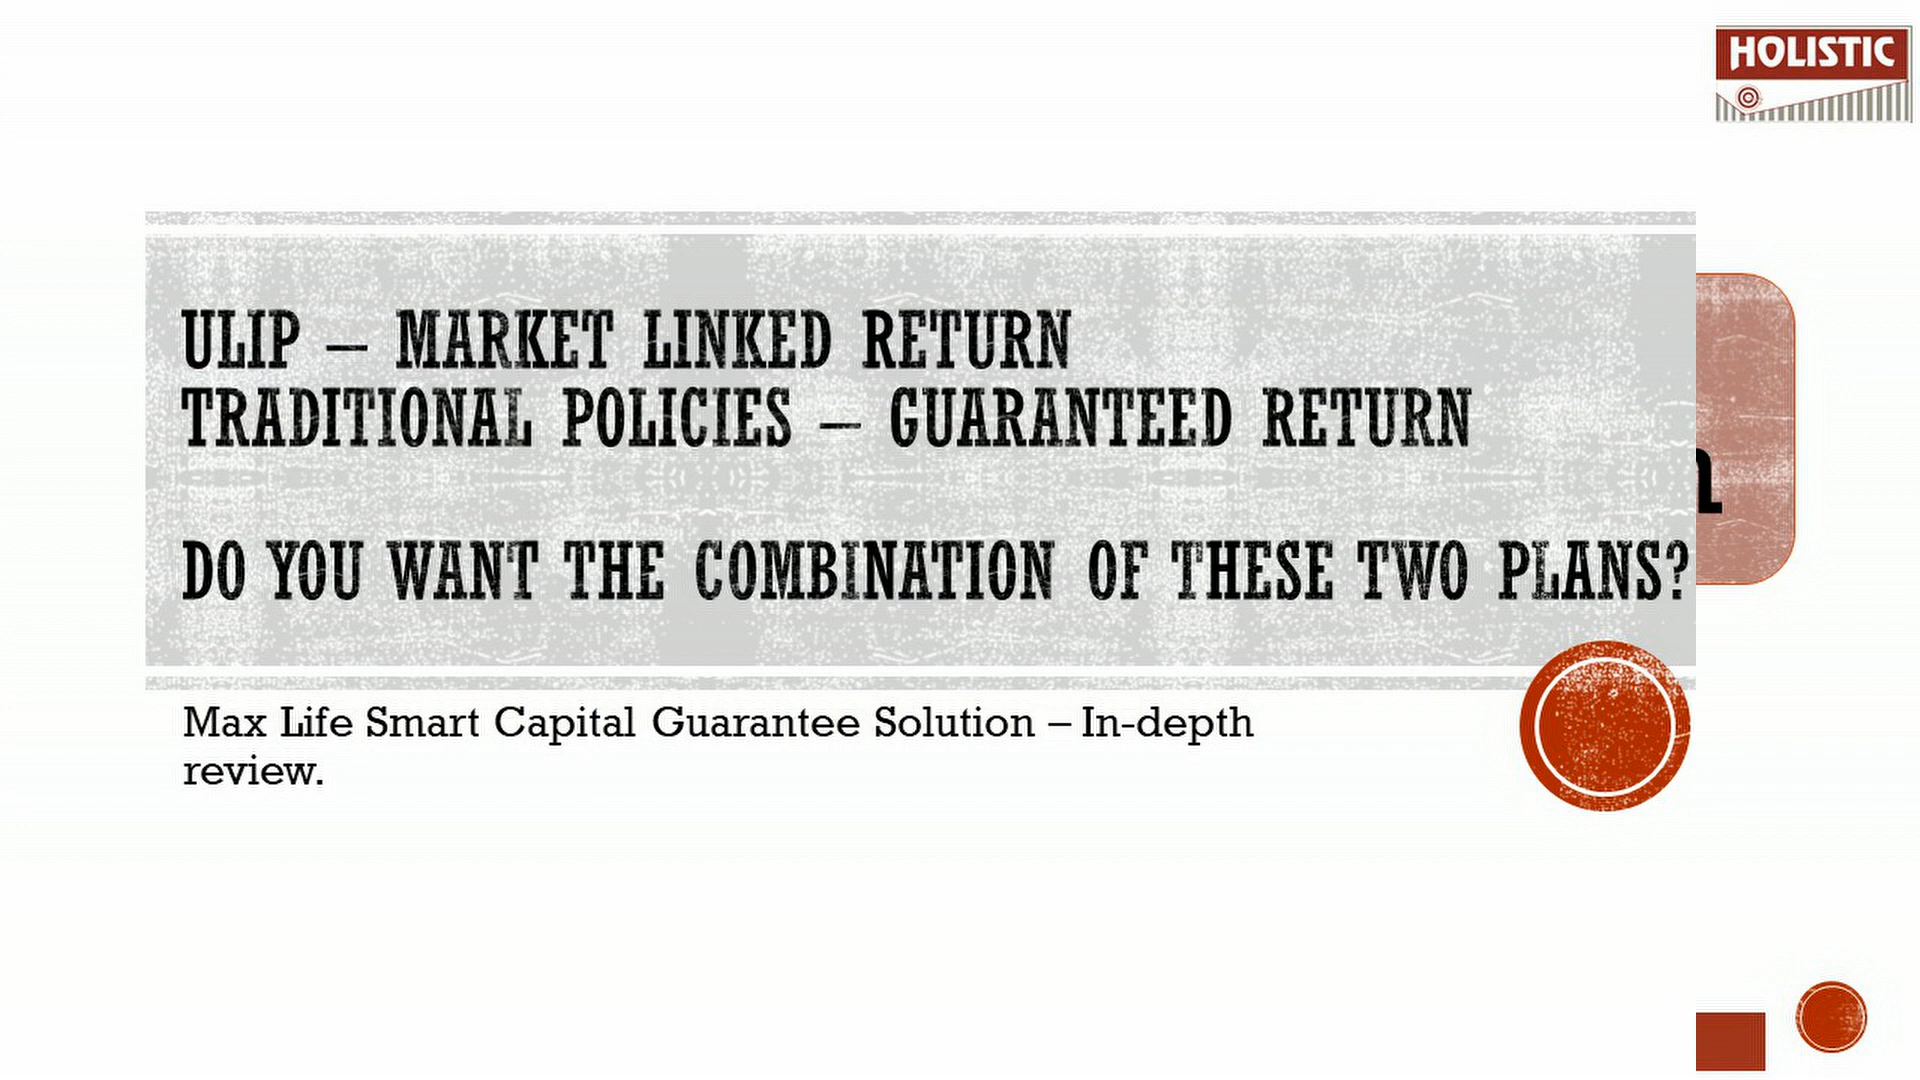 HOLISTIC
ULIP – MARKET LINKED RETURN
TRADITIONAL POLICIES – GUARANTEED RETURN
DO YOU WANT THE COMBINATION OF THESE TWO PLANS?
Max Life Smart Capital Guarantee Solution – In-depth
review.